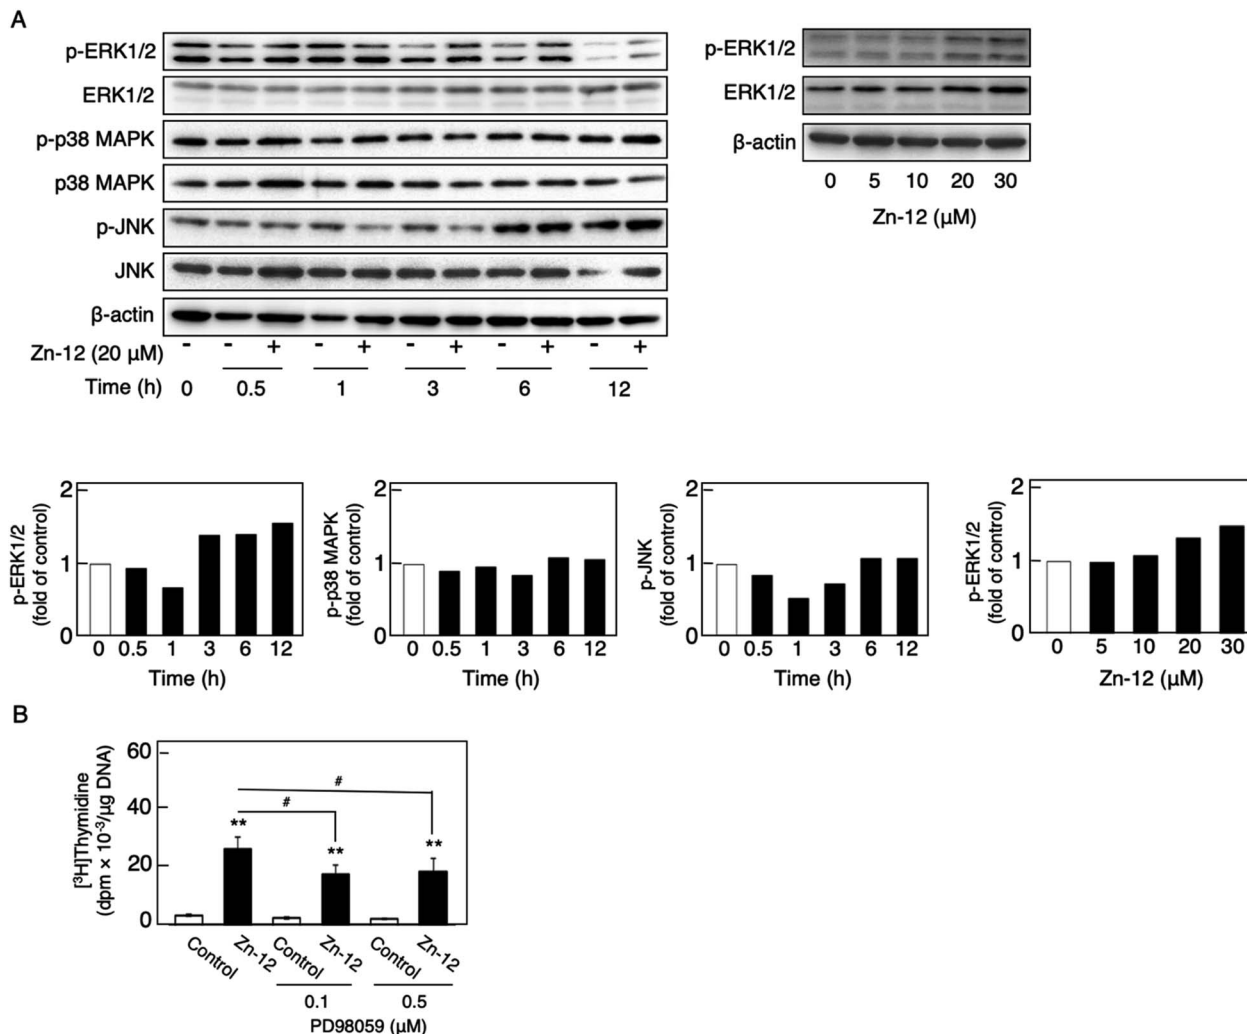 A
p-ERK1/2
ERK1/2
p-p38 MAPK
p38 MAPK
p-JNK
JNK
β-actin
Zn-12 (20 μM) - - + - + - + - + - +
Time (h) 0 0.5 1 3 6 12
p-ERK1/2
ERK1/2
β-actin
0 5 10 20 30
Zn-12 (μM)
p-ERK1/2
(fold of control)
2
1
0
0 0.5 1 3 6 12
Time (h)
p-p38 MAPK
(fold of control)
2
1
0
0 0.5 1 3 6 12
Time (h)
p-JNK
(fold of control)
2
1
0
0 0.5 1 3 6 12
Time (h)
p-ERK1/2
(fold of control)
2
1
0
0 5 10 20 30
Zn-12 (μM)
B
[³H]Thymidine
(dpm × 10⁻³/μg DNA)
60
40
20
0
#
#
** ** **
Control Zn-12 Control Zn-12 Control Zn-12
0.1 0.5
PD98059 (μM)